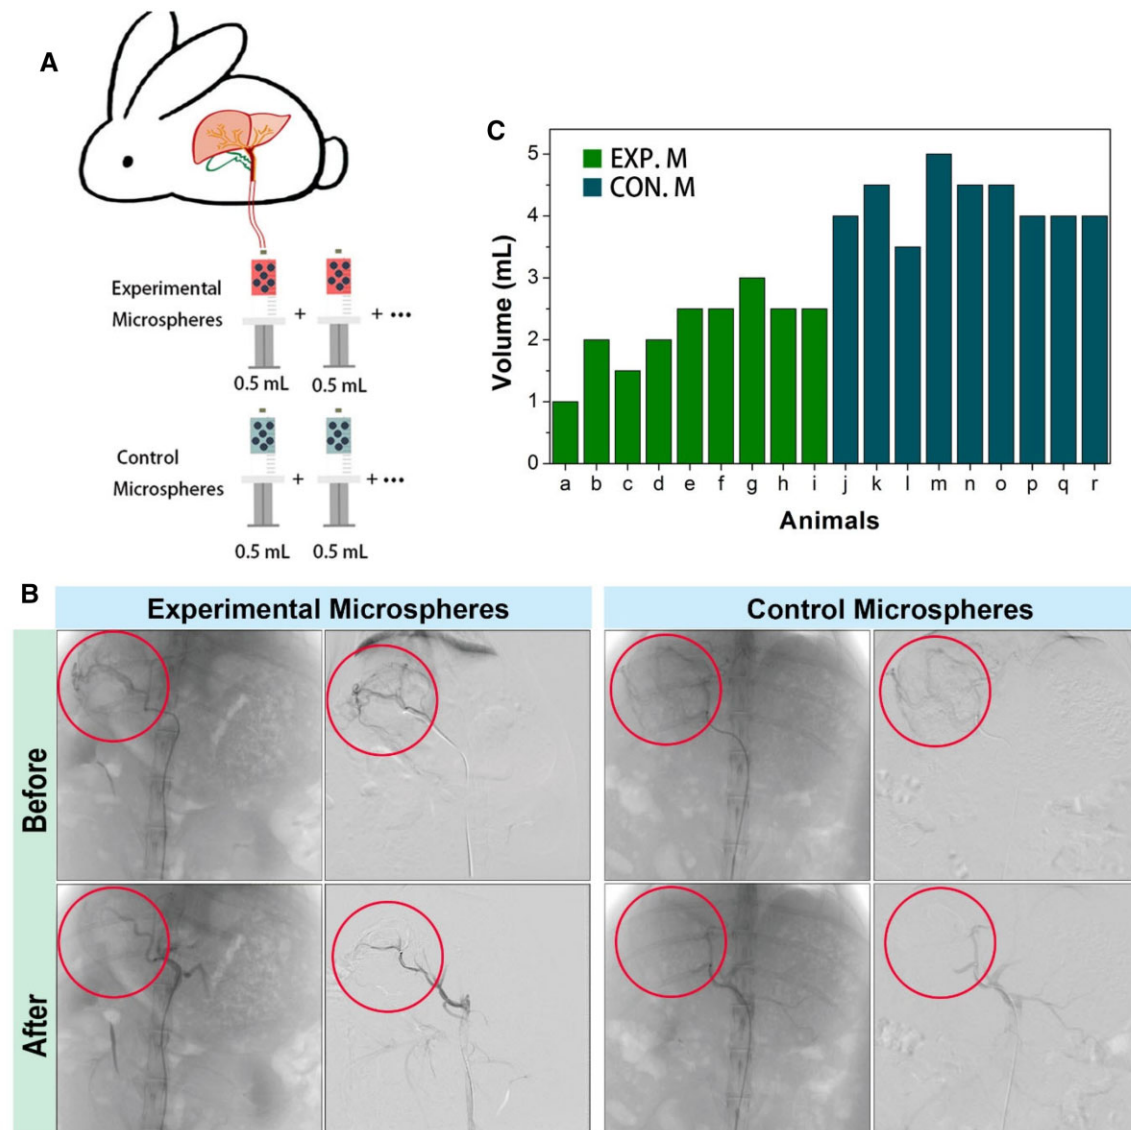 A
Experimental
Microspheres
+
+ •••
0.5 mL
0.5 mL
Control
Microspheres
+
+ •••
0.5 mL
0.5 mL
C
EXP. M
CON. M
Volume (mL)
5
4
3
2
1
0
a b c d e f g h i j k l m n o p q r
Animals
B
Experimental Microspheres
Control Microspheres
Before
After